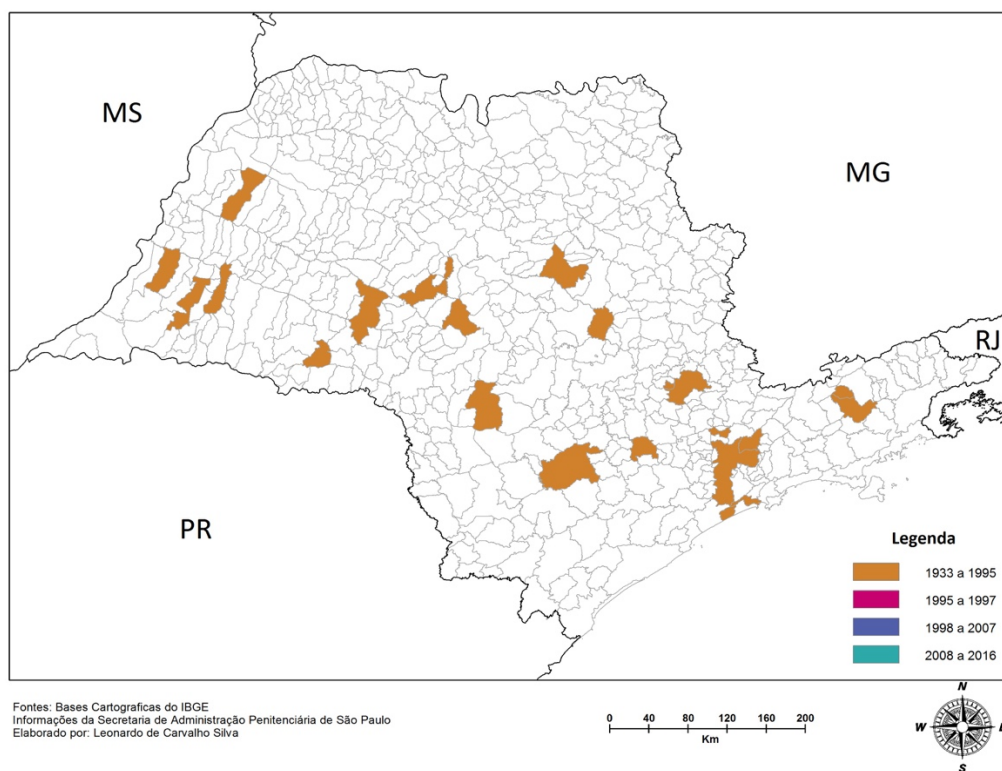 MS
MG
RJ
PR
Legenda
1933 a 1995
1995 a 1997
1998 a 2007
2008 a 2016
Fontes: Bases Cartograficas do IBGE
Informações da Secretaria de Administração Penitenciária de São Paulo
Elaborado por: Leonardo de Carvalho Silva
0 40 80 120 160 200
Km
N
W
S